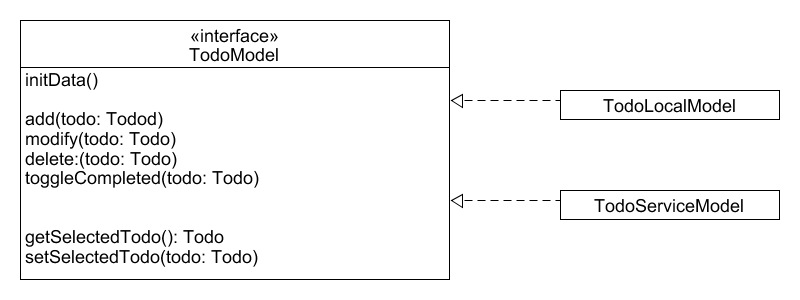 «interface»
TodoModel
initData()
add(todo: Todod)
modify(todo: Todo)
delete:(todo: Todo)
toggleCompleted(todo: Todo)
getSelectedTodo(): Todo
setSelectedTodo(todo: Todo)
TodoLocalModel
TodoServiceModel